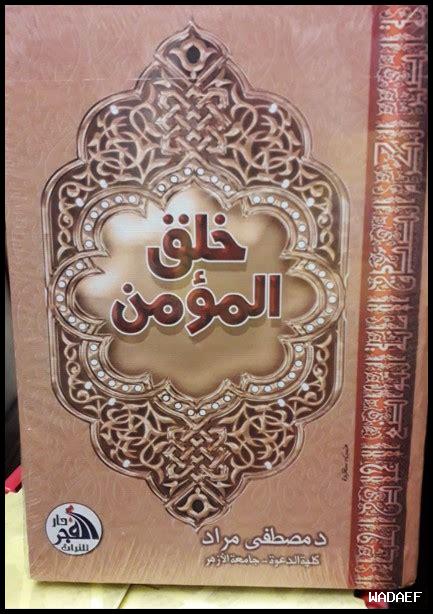 خلق
المؤمن
د مصطفى مراد
كلية الدعوة - جامعة الأزهر
دار
الفجر
للتراث
WADAEF